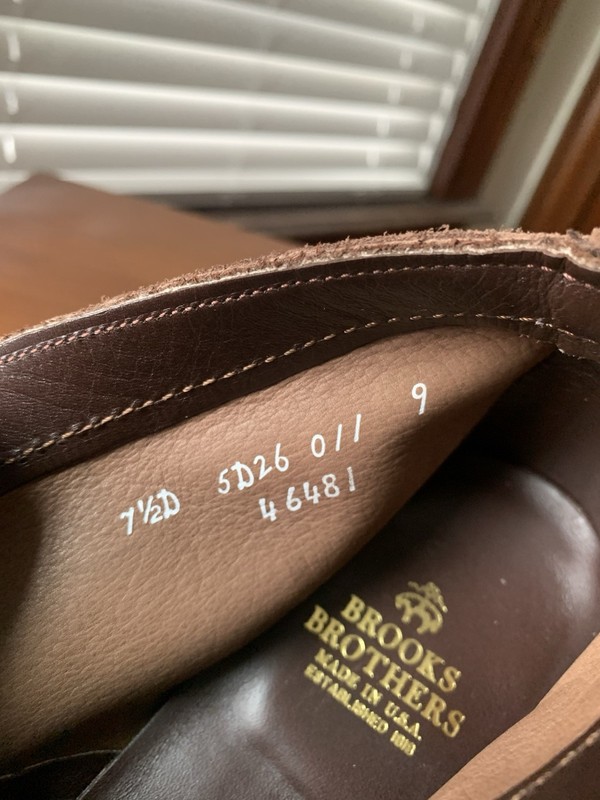 7½D 5D26 011 9
46481
BROOKS
BROTHERS
MADE IN U.S.A.
ESTABLISHED 1818